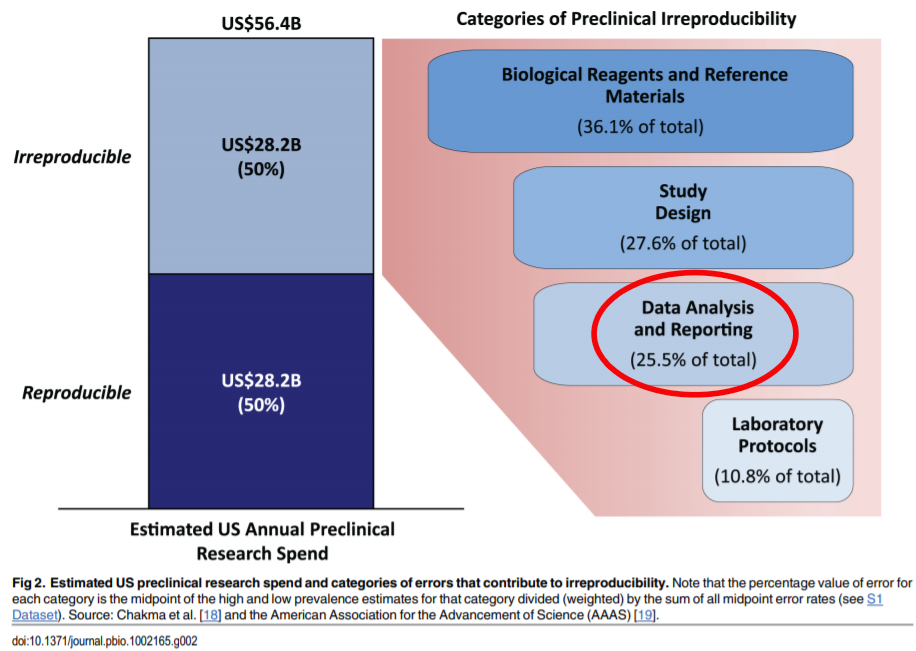 US$56.4B
Categories of Preclinical Irreproducibility
Irreproducible
US$28.2B
(50%)
Biological Reagents and Reference
Materials
(36.1% of total)
Study
Design
(27.6% of total)
Data Analysis
and Reporting
(25.5% of total)
Reproducible
US$28.2B
(50%)
Laboratory
Protocols
(10.8% of total)
Estimated US Annual Preclinical
Research Spend
Fig 2. Estimated US preclinical research spend and categories of errors that contribute to irreproducibility. Note that the percentage value of error for
each category is the midpoint of the high and low prevalence estimates for that category divided (weighted) by the sum of all midpoint error rates (see S1
Dataset). Source: Chakma et al. [18] and the American Association for the Advancement of Science (AAAS) [19].
doi:10.1371/journal.pbio.1002165.g002